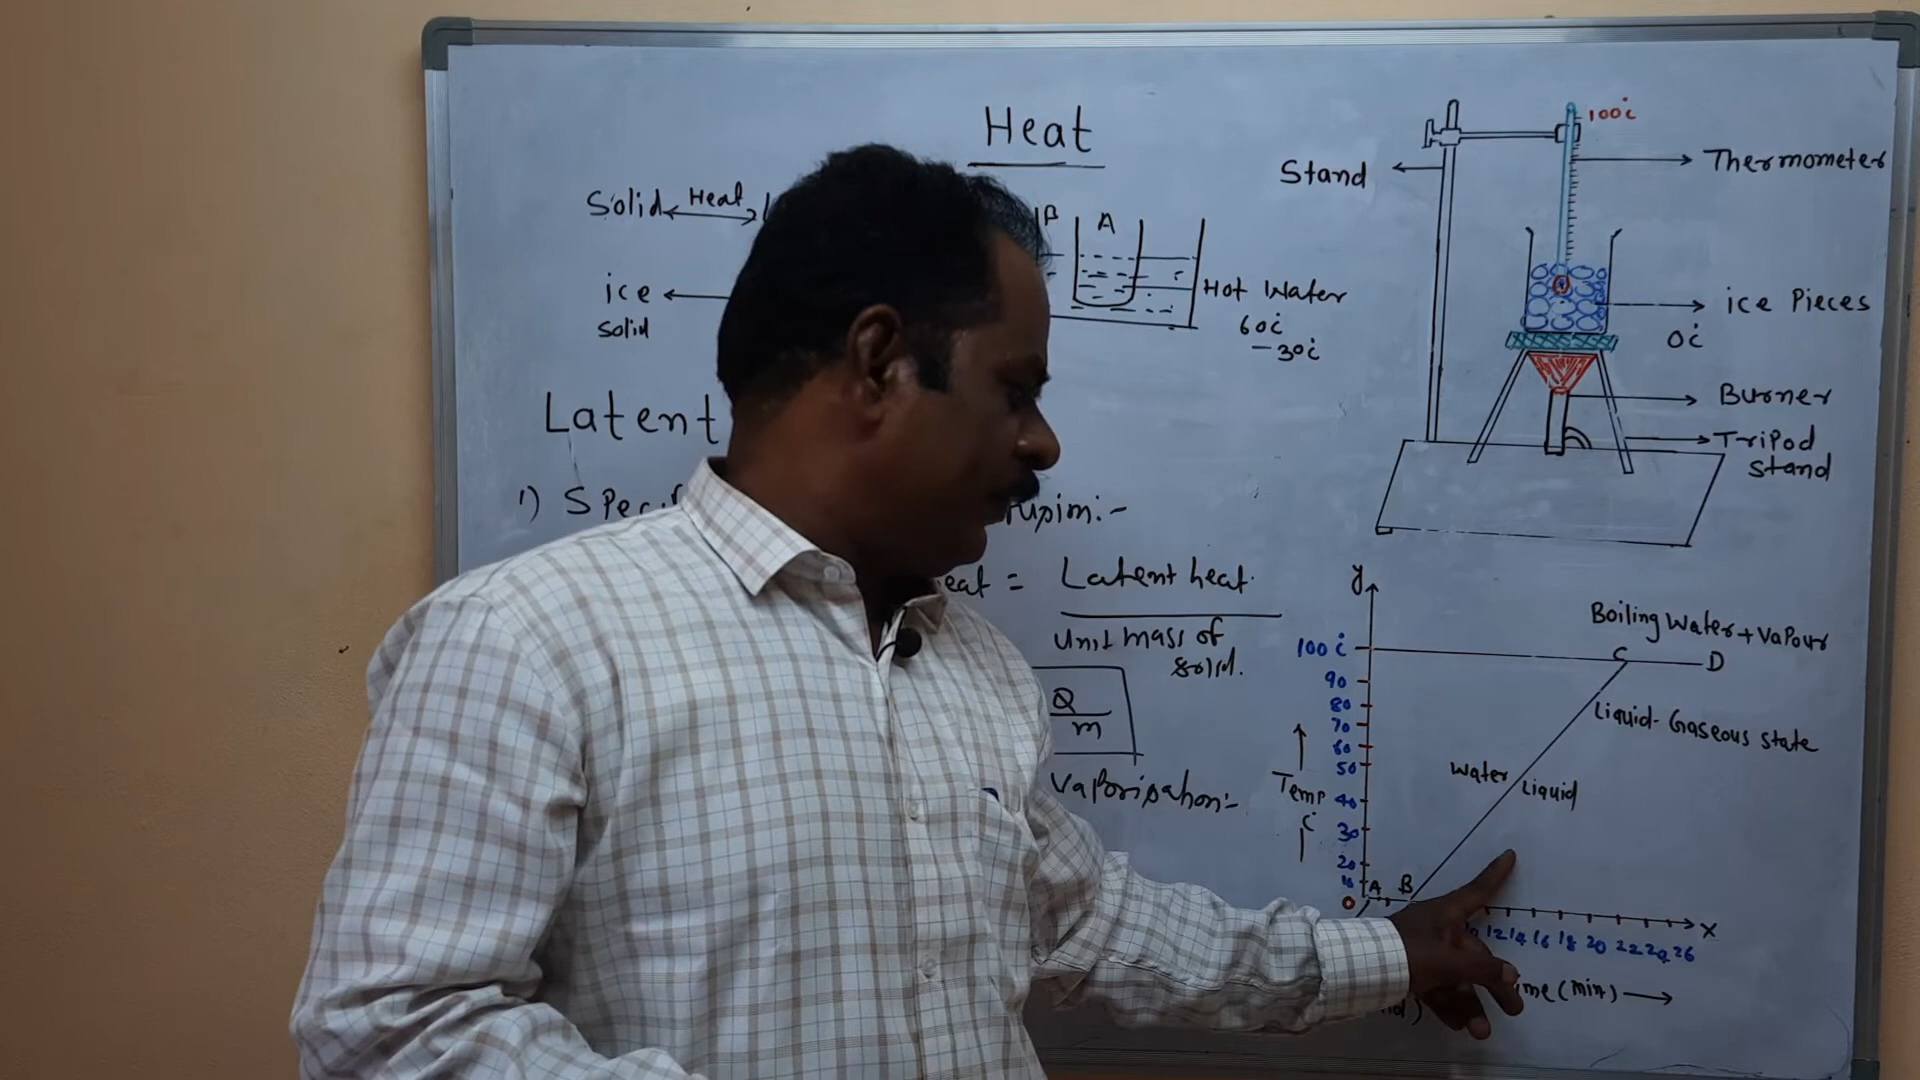 Heat
Solid Heat
ice
solid
B A
Hot Water
60°C
- 30°C
Latent
1)
= Latent heat.
Unit mass of
solid.
Q
m
Vaporisation:-
100°C
Stand
Thermometer
ice Pieces
0°C
Burner
Tripod
stand
y
Boiling Water + Vapour
100°C
C
D
90
80
70
60
50
40
30
20
10
0
Liquid-Gaseous state
Water Liquid
Temp
°C
A B
12 14 16 18 20 22 24 26
x
(min)